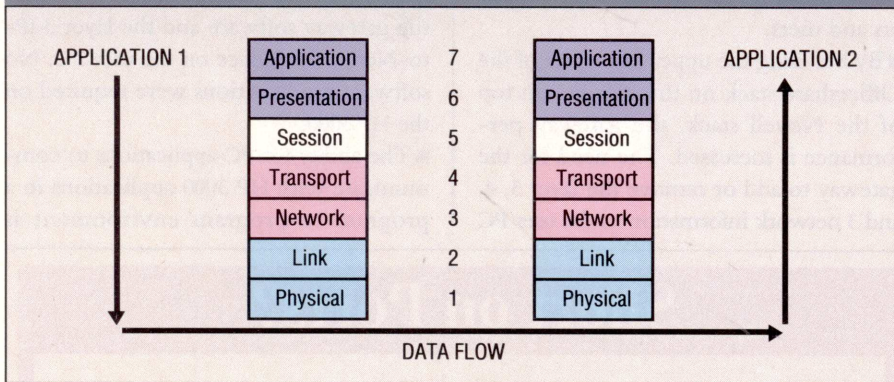 APPLICATION 1 Application 7 Application APPLICATION 2
Presentation 6 Presentation
Session 5 Session
Transport 4 Transport
Network 3 Network
Link 2 Link
Physical 1 Physical
DATA FLOW